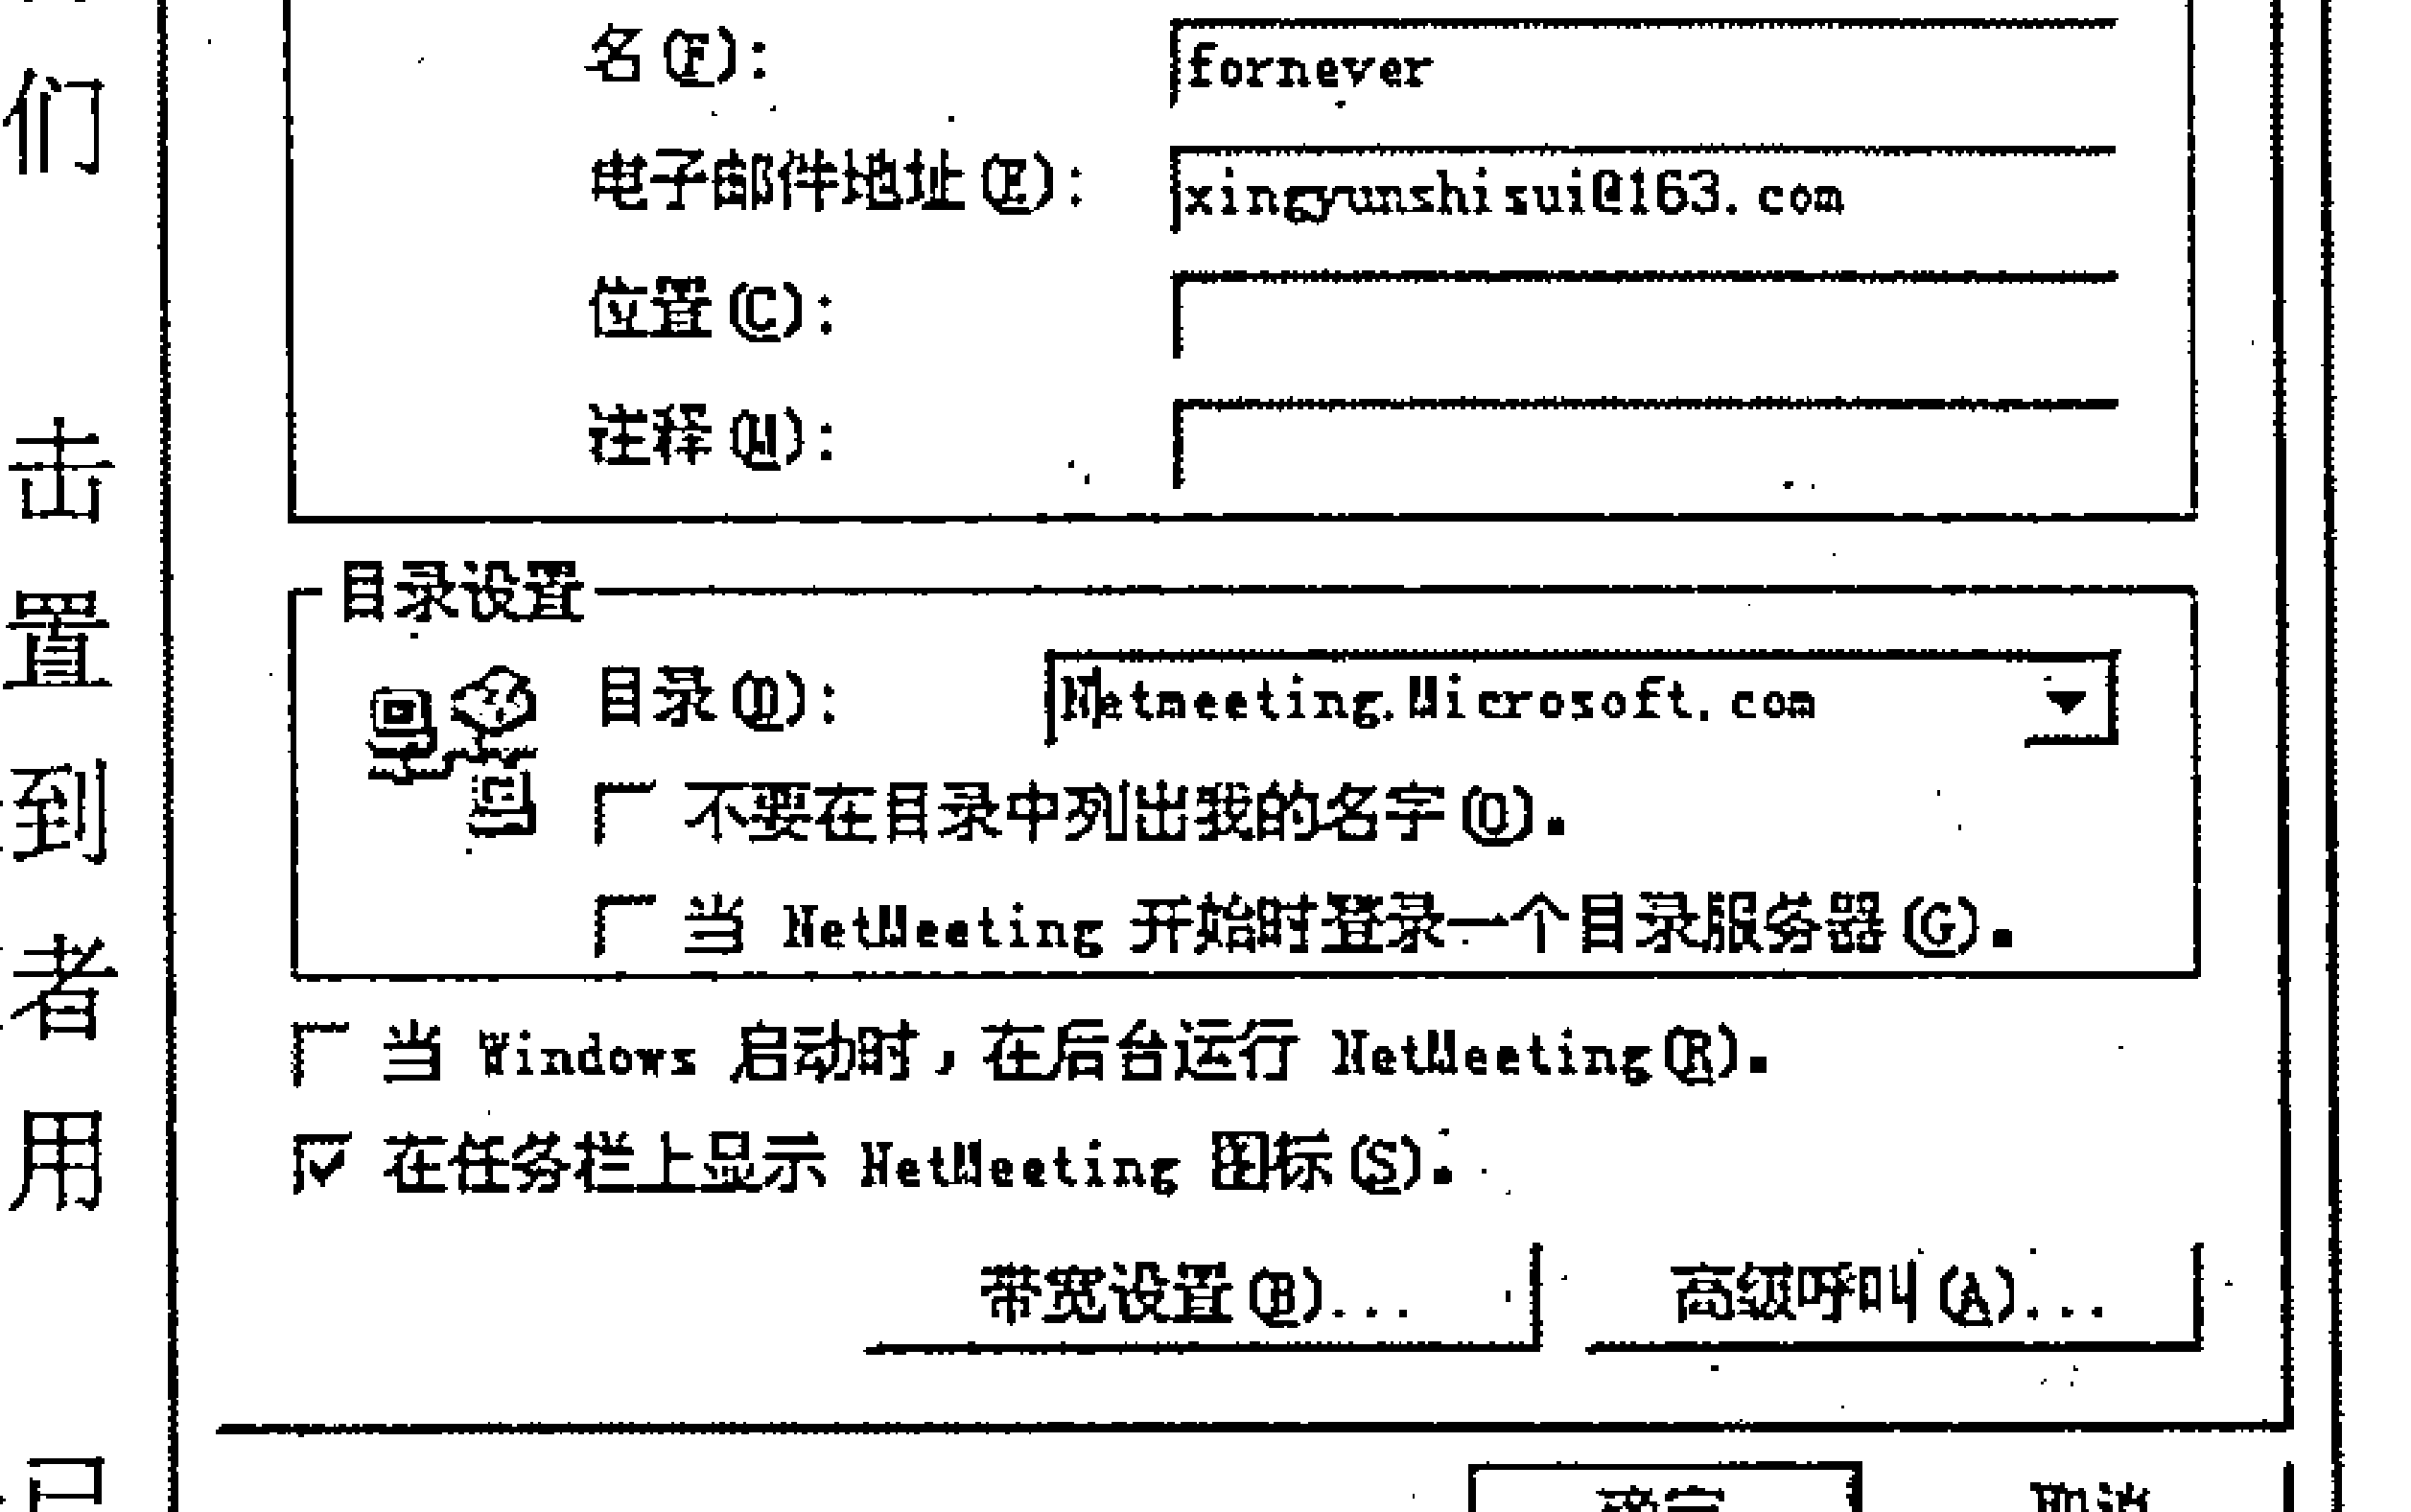 们
击
置
到
者
用
名(F):
fornever
电子邮件地址(E):
xingyunshisui@163.com
位置(C):
注释(M):
目录设置
目录(D):
Netmeeting.Microsoft.com
不要在目录中列出我的名字(O)。
当 NetMeeting 开始时登录一个目录服务器(G)。
当 Windows 启动时，在后台运行 NetMeeting(R)。
在任务栏上显示 NetMeeting 图标(S)。
带宽设置(B)...
高级呼叫(A)...
确定
取消